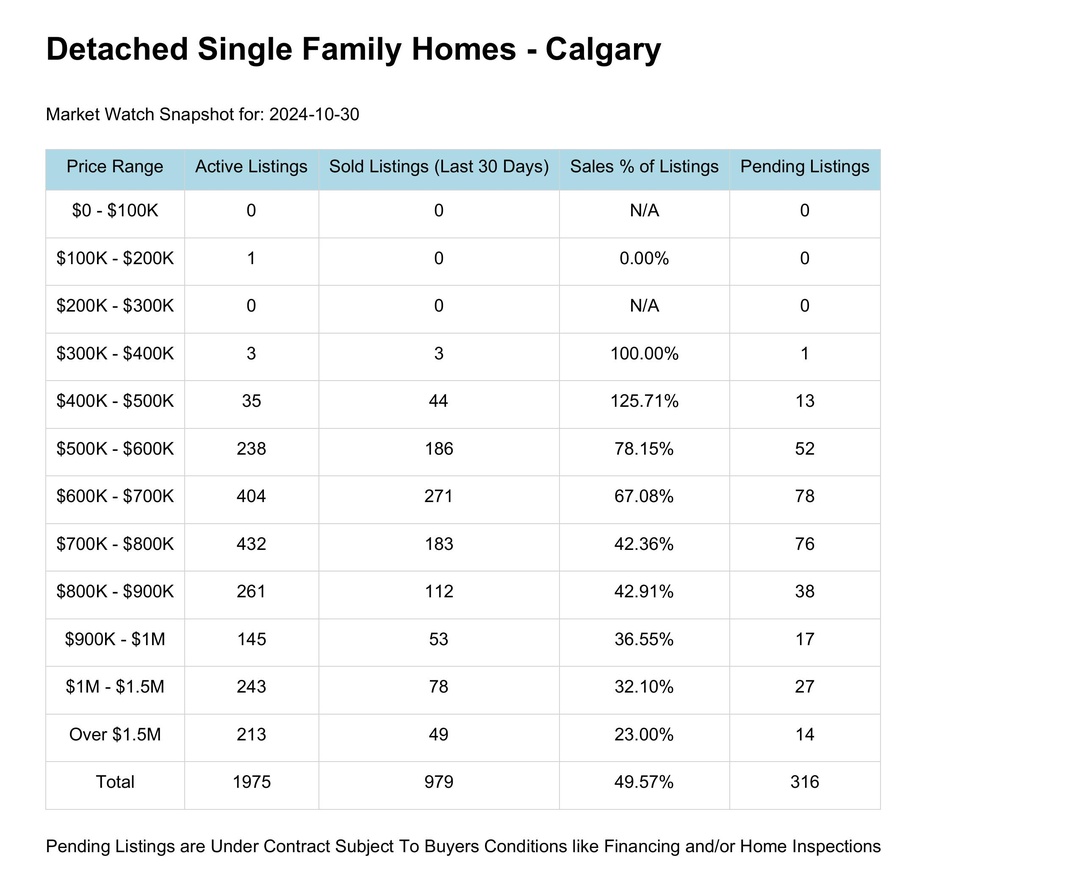 Detached Single Family Homes - Calgary
Market Watch Snapshot for: 2024-10-30
Price Range Active Listings Sold Listings (Last 30 Days) Sales % of Listings Pending Listings
$0 - $100K 0 0 N/A 0
$100K - $200K 1 0 0.00% 0
$200K - $300K 0 0 N/A 0
$300K - $400K 3 3 100.00% 1
$400K - $500K 35 44 125.71% 13
$500K - $600K 238 186 78.15% 52
$600K - $700K 404 271 67.08% 78
$700K - $800K 432 183 42.36% 76
$800K - $900K 261 112 42.91% 38
$900K - $1M 145 53 36.55% 17
$1M - $1.5M 243 78 32.10% 27
Over $1.5M 213 49 23.00% 14
Total 1975 979 49.57% 316
Pending Listings are Under Contract Subject To Buyers Conditions like Financing and/or Home Inspections